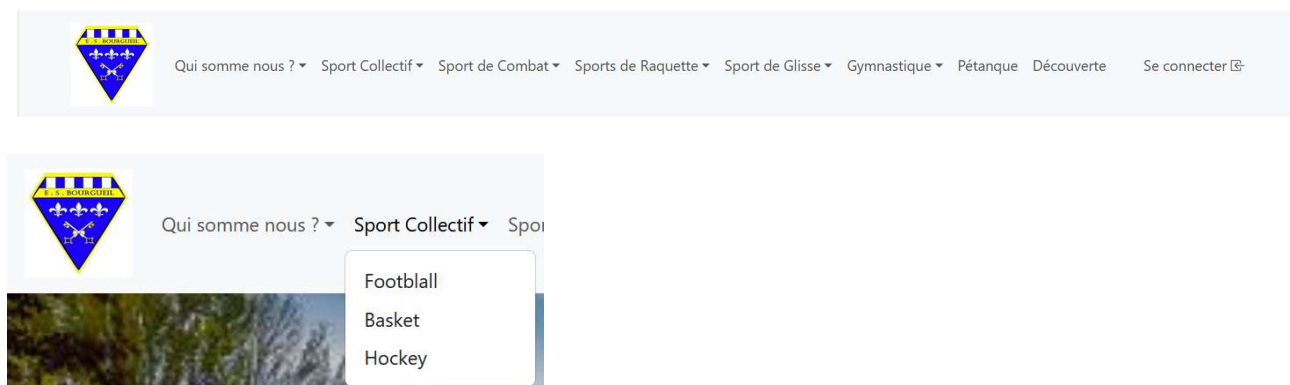 E . S . BOURGUEIL
Qui somme nous ? Sport Collectif Sport de Combat Sports de Raquette Sport de Glisse Gymnastique Pétanque Découverte Se connecter
E . S . BOURGUEIL
Qui somme nous ? Sport Collectif Spo
Footblall
Basket
Hockey